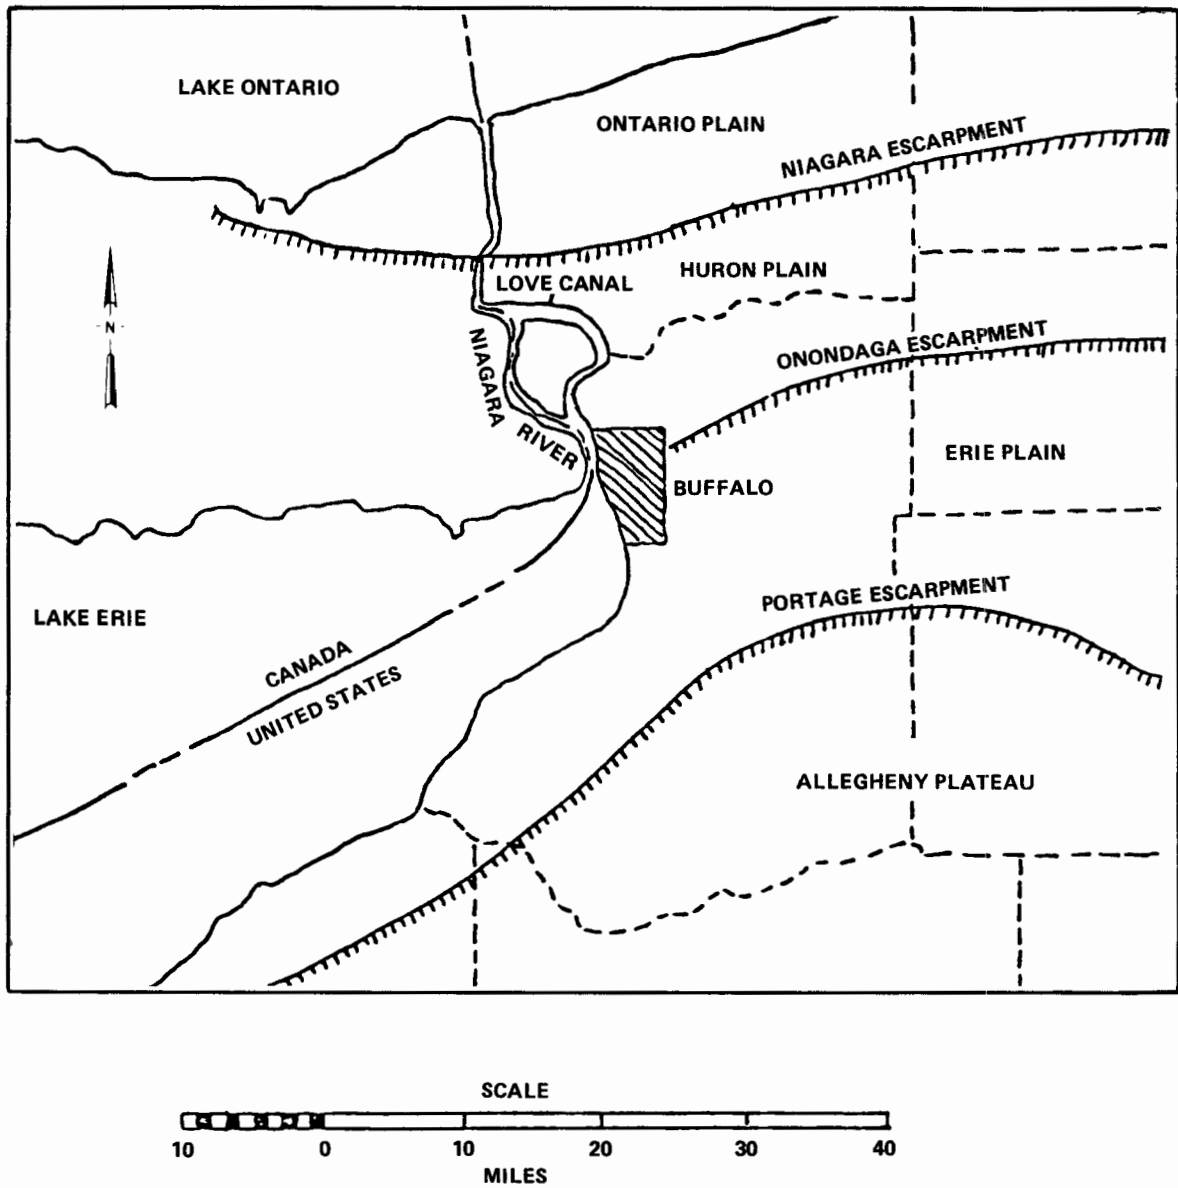 LAKE ONTARIO
ONTARIO PLAIN
NIAGARA ESCARPMENT
HURON PLAIN
LOVE CANAL
N
NIAGARA
RIVER
ONONDAGA ESCARPMENT
ERIE PLAIN
BUFFALO
PORTAGE ESCARPMENT
LAKE ERIE
CANADA
UNITED STATES
ALLEGHENY PLATEAU
SCALE
10 0 10 20 30 40
MILES